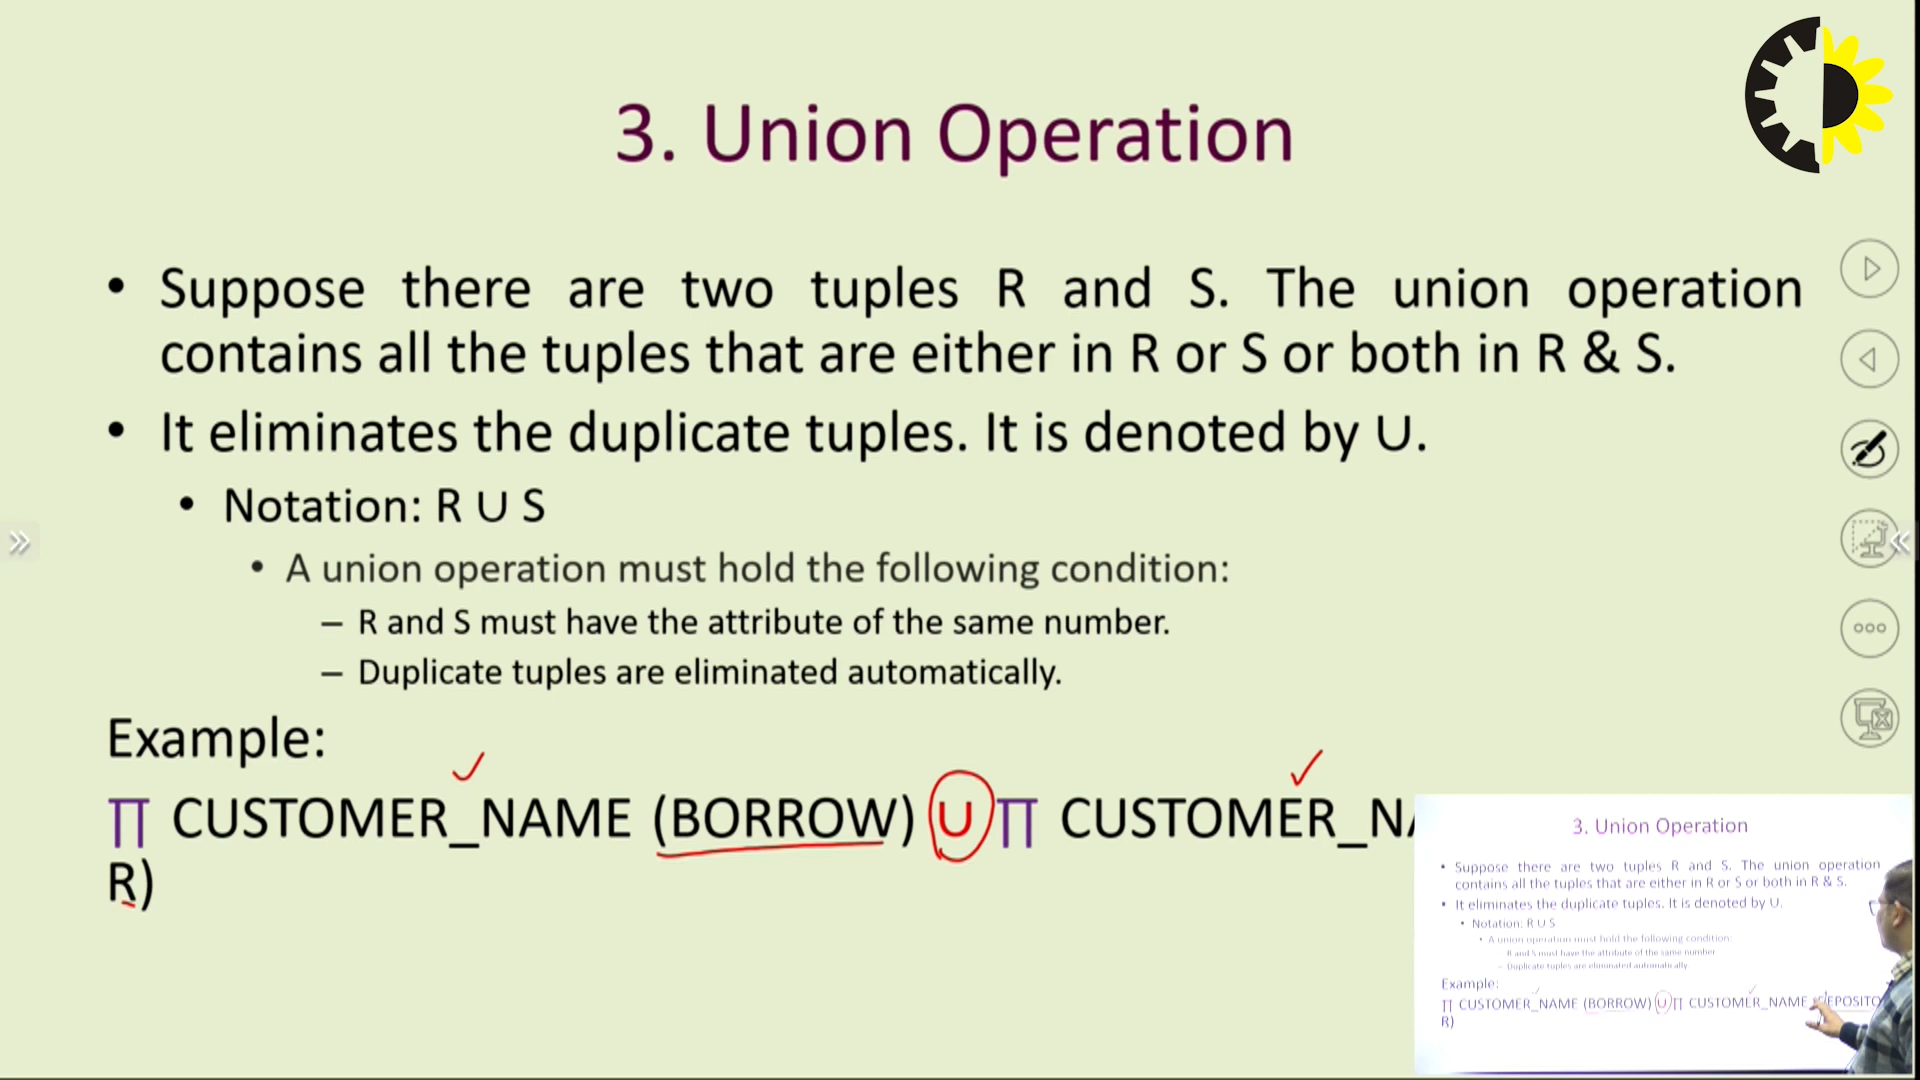 3. Union Operation
• Suppose there are two tuples R and S. The union operation
contains all the tuples that are either in R or S or both in R & S.
• It eliminates the duplicate tuples. It is denoted by U.
• Notation: R U S
• A union operation must hold the following condition:
– R and S must have the attribute of the same number.
– Duplicate tuples are eliminated automatically.
Example:
∏ CUSTOMER_NAME (BORROW) U ∏ CUSTOMER_NA
R)
3. Union Operation
• Suppose there are two tuples R and S. The union operation
contains all the tuples that are either in R or S or both in R & S.
• It eliminates the duplicate tuples. It is denoted by U.
• Notation: R U S
• A union operation must hold the following condition:
R and S must have the attribute of the same number
– Duplicate tuples are eliminated automatically
Example:
∏ CUSTOMER_NAME (BORROW) U ∏ CUSTOMER_NAME EPOSITO
R)